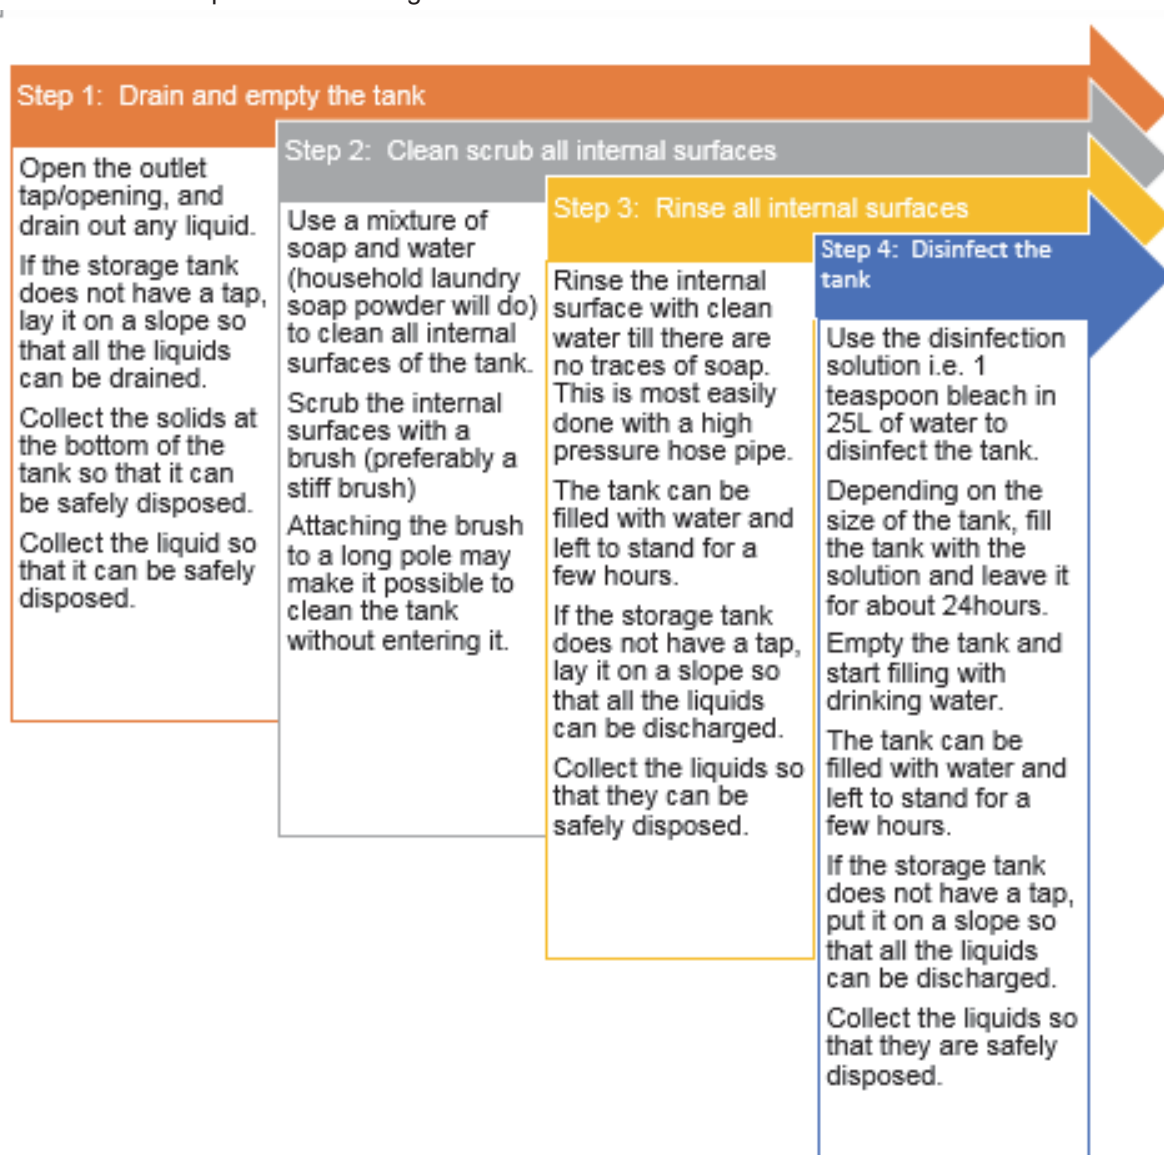 Step 1:  Drain and empty the tank
Open the outlet
tap/opening, and
drain out any liquid.
If the storage tank
does not have a tap,
lay it on a slope so
that all the liquids
can be drained.
Collect the solids at
the bottom of the
tank so that it can
be safely disposed.
Collect the liquid so
that it can be safely
disposed.
Step 2:  Clean scrub all internal surfaces
Use a mixture of
soap and water
(household laundry
soap powder will do)
to clean all internal
surfaces of the tank.
Scrub the internal
surfaces with a
brush (preferably a
stiff brush)
Attaching the brush
to a long pole may
make it possible to
clean the tank
without entering it.
Step 3:  Rinse all internal surfaces
Rinse the internal
surface with clean
water till there are
no traces of soap.
This is most easily
done with a high
pressure hose pipe.
The tank can be
filled with water and
left to stand for a
few hours.
If the storage tank
does not have a tap,
lay it on a slope so
that all the liquids
can be discharged.
Collect the liquids so
that they can be
safely disposed.
Step 4:  Disinfect the
tank
Use the disinfection
solution i.e. 1
teaspoon bleach in
25L of water to
disinfect the tank.
Depending on the
size of the tank, fill
the tank with the
solution and leave it
for about 24hours.
Empty the tank and
start filling with
drinking water.
The tank can be
filled with water and
left to stand for a
few hours.
If the storage tank
does not have a tap,
put it on a slope so
that all the liquids
can be discharged.
Collect the liquids so
that they are safely
disposed.